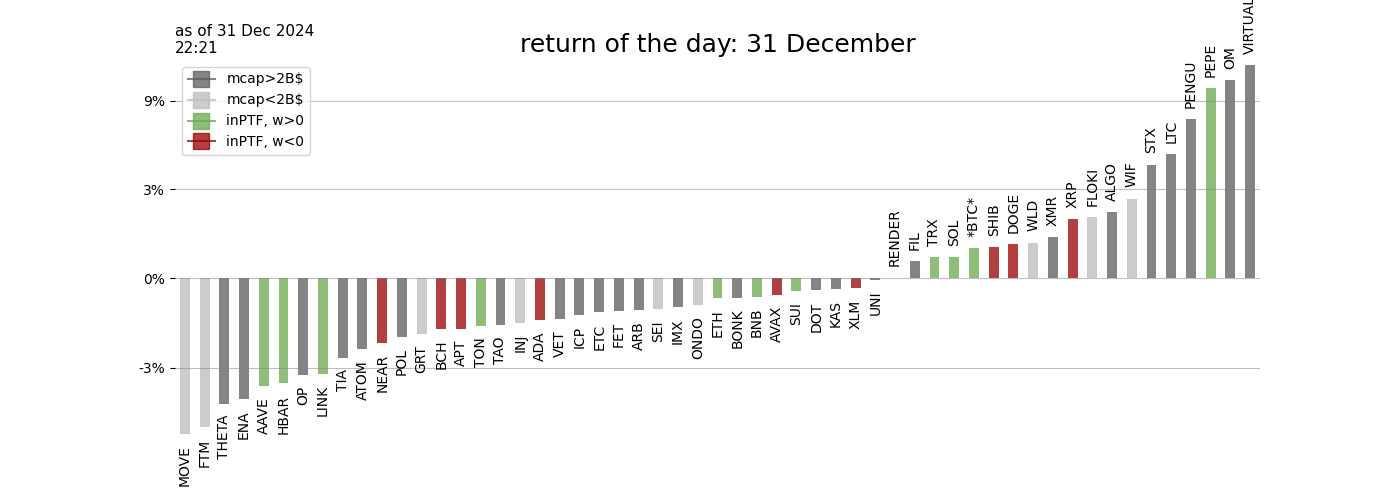 as of 31 Dec 2024
22:21
return of the day: 31 December
mcap>2B$
mcap<2B$
inPTF, w>0
inPTF, w<0
9%
3%
0%
-3%
MOVE
FTM
THETA
ENA
AAVE
HBAR
OP
LINK
TIA
ATOM
NEAR
POL
GRT
BCH
APT
TON
TAO
INJ
ADA
VET
ICP
ETC
FET
ARB
SEI
IMX
ONDO
ETH
BONK
BNB
AVAX
SUI
DOT
KAS
XLM
UNI
RENDER
FIL
TRX
SOL
*BTC*
SHIB
DOGE
WLD
XMR
XRP
FLOKI
ALGO
WIF
STX
LTC
PENGU
PEPE
OM
VIRTUAL